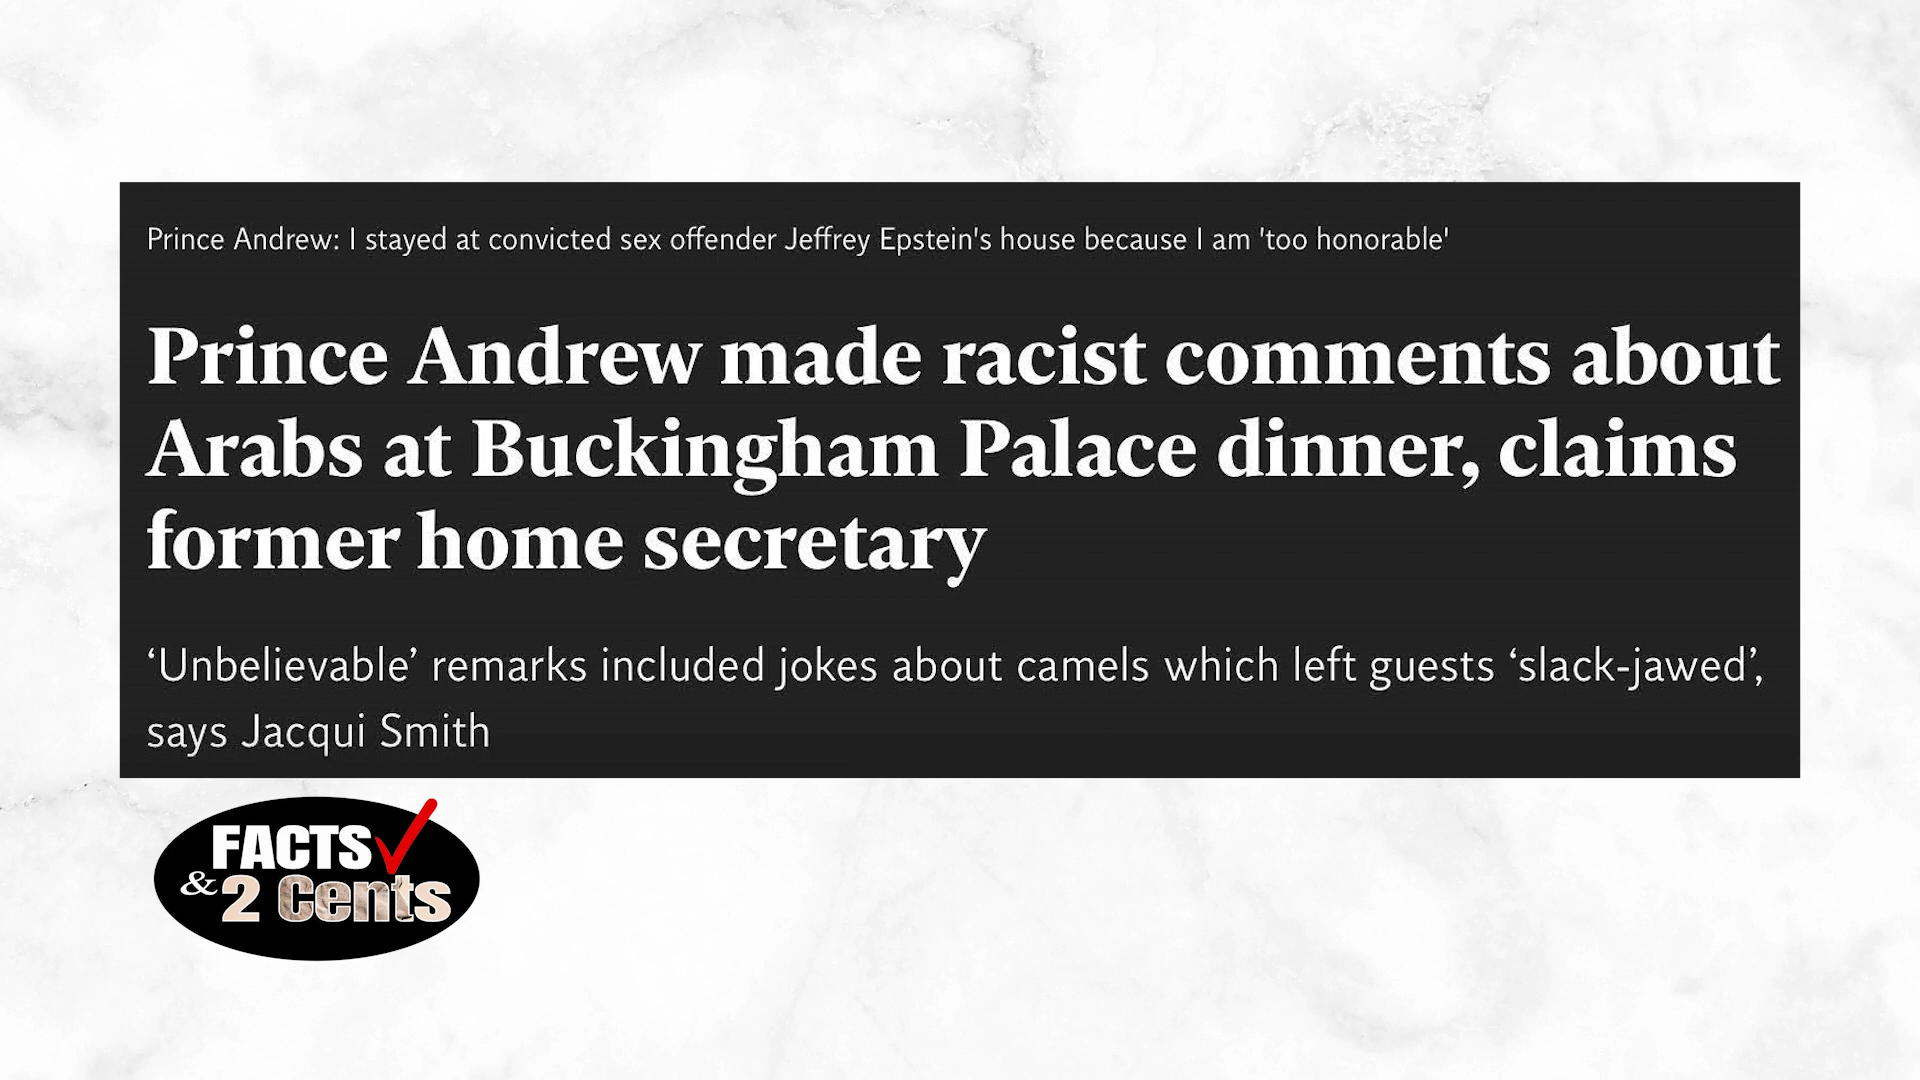 Prince Andrew: I stayed at convicted sex offender Jeffrey Epstein's house because I am 'too honorable'
Prince Andrew made racist comments about
Arabs at Buckingham Palace dinner, claims
former home secretary
‘Unbelievable’ remarks included jokes about camels which left guests ‘slack-jawed’,
says Jacqui Smith
FACTS
& 2 Cents